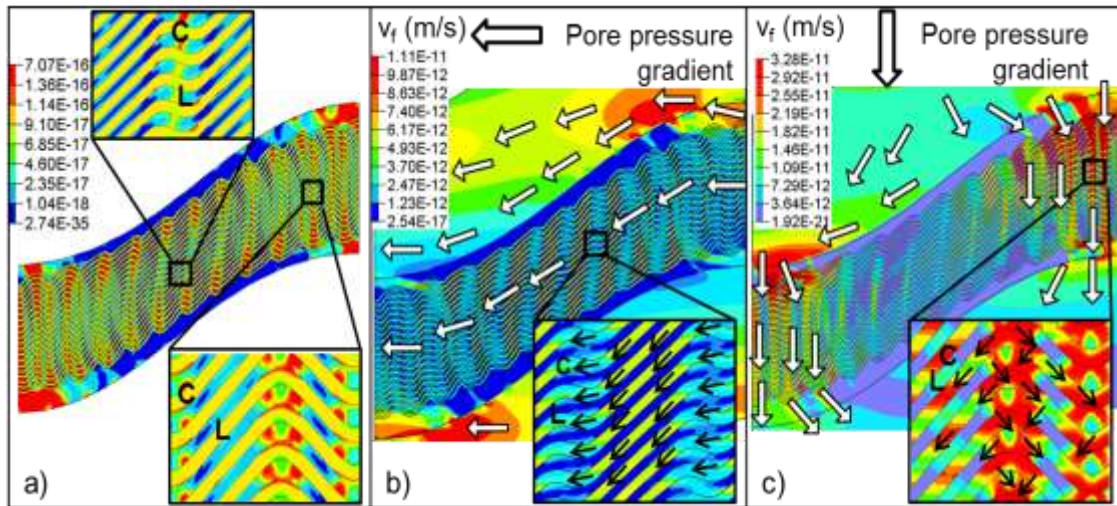 C
L
7.07E-16
1.36E-16
1.14E-16
9.10E-17
6.85E-17
4.60E-17
2.35E-17
1.04E-18
2.74E-35
C
L
a)
v_f (m/s)
Pore pressure
gradient
1.11E-11
9.87E-12
8.63E-12
7.40E-12
6.17E-12
4.93E-12
3.70E-12
2.47E-12
1.23E-12
2.54E-17
C
L
b)
v_f (m/s)
Pore pressure
gradient
3.28E-11
2.92E-11
2.55E-11
2.19E-11
1.82E-11
1.46E-11
1.09E-11
7.29E-12
3.64E-12
1.92E-21
C
L
c)